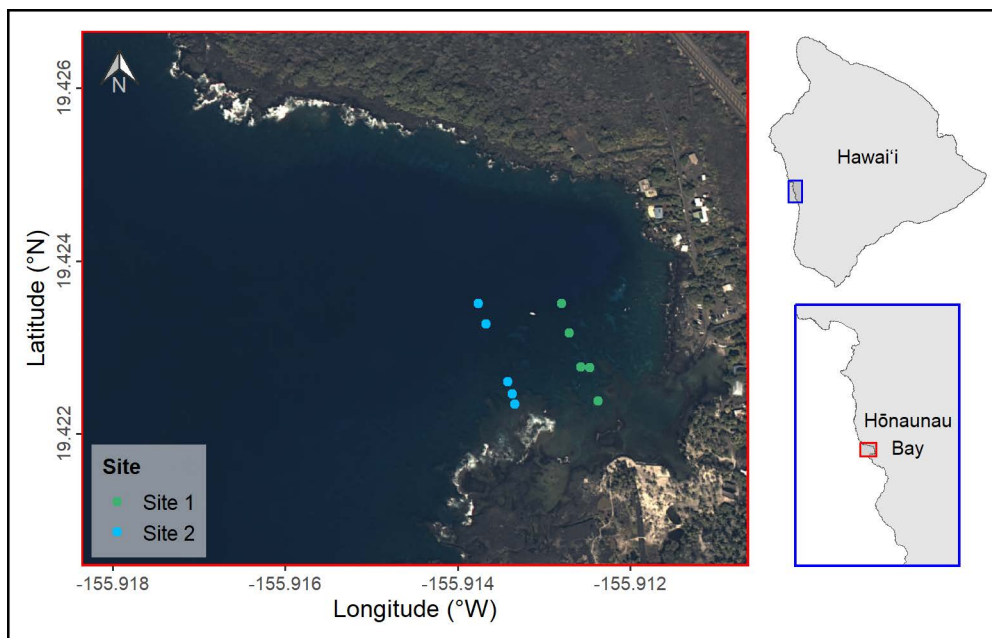 N
19.426
19.424
19.422
Latitude (°N)
Site
Site 1
Site 2
-155.918
-155.916
-155.914
-155.912
Longitude (°W)
Hawaiʻi
Hōnaunau
Bay